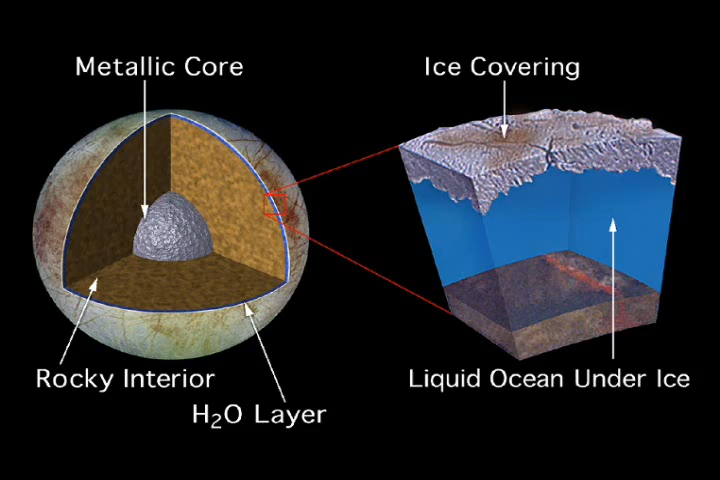 Metallic Core
Ice Covering
Rocky Interior
H₂O Layer
Liquid Ocean Under Ice